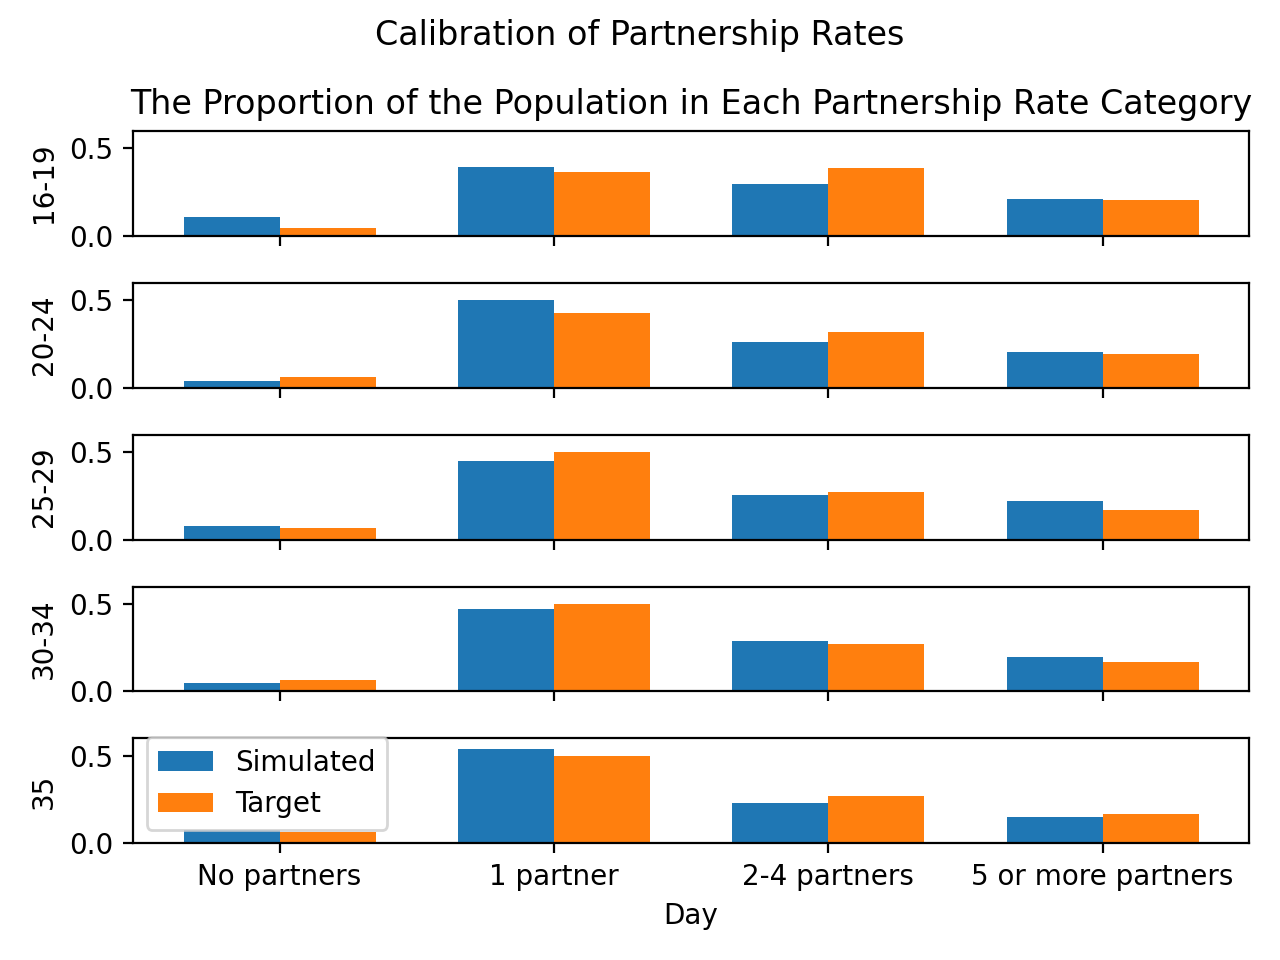 Calibration of Partnership Rates
The Proportion of the Population in Each Partnership Rate Category
16-19
0.5
0.0
20-24
0.5
0.0
25-29
0.5
0.0
30-34
0.5
0.0
35
0.5
0.0
Simulated
Target
No partners 1 partner 2-4 partners 5 or more partners
Day